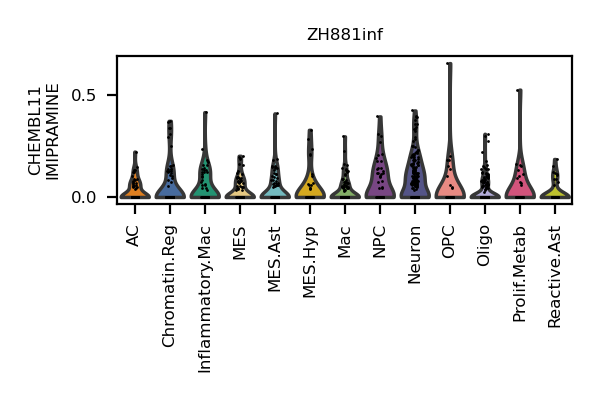 ZH881inf
CHEMBL11
IMIPRAMINE
0.5
0.0
AC
Chromatin.Reg
Inflammatory.Mac
MES
MES.Ast
MES.Hyp
Mac
NPC
Neuron
OPC
Oligo
Prolif.Metab
Reactive.Ast